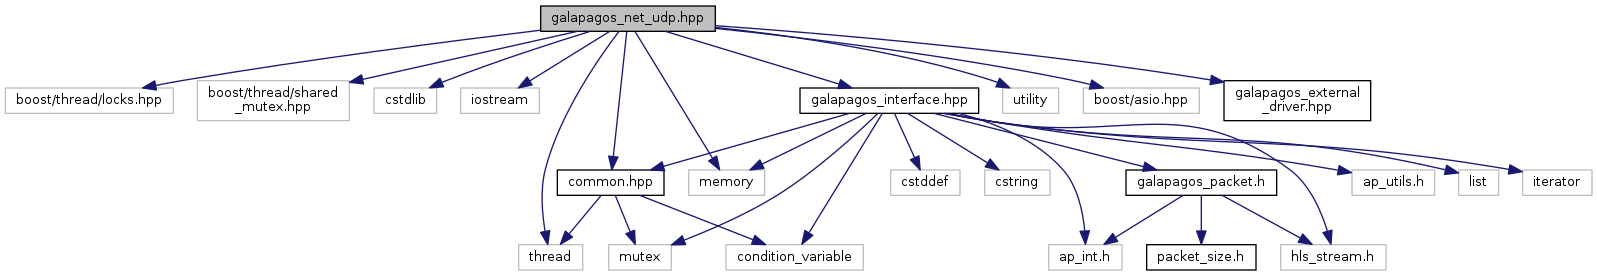 galapagos_net_udp.hpp
boost/thread/locks.hpp
boost/thread/shared
_mutex.hpp
cstdlib
iostream
galapagos_interface.hpp
utility
boost/asio.hpp
galapagos_external
_driver.hpp
common.hpp
memory
cstddef
cstring
galapagos_packet.h
ap_utils.h
list
iterator
thread
mutex
condition_variable
ap_int.h
packet_size.h
hls_stream.h